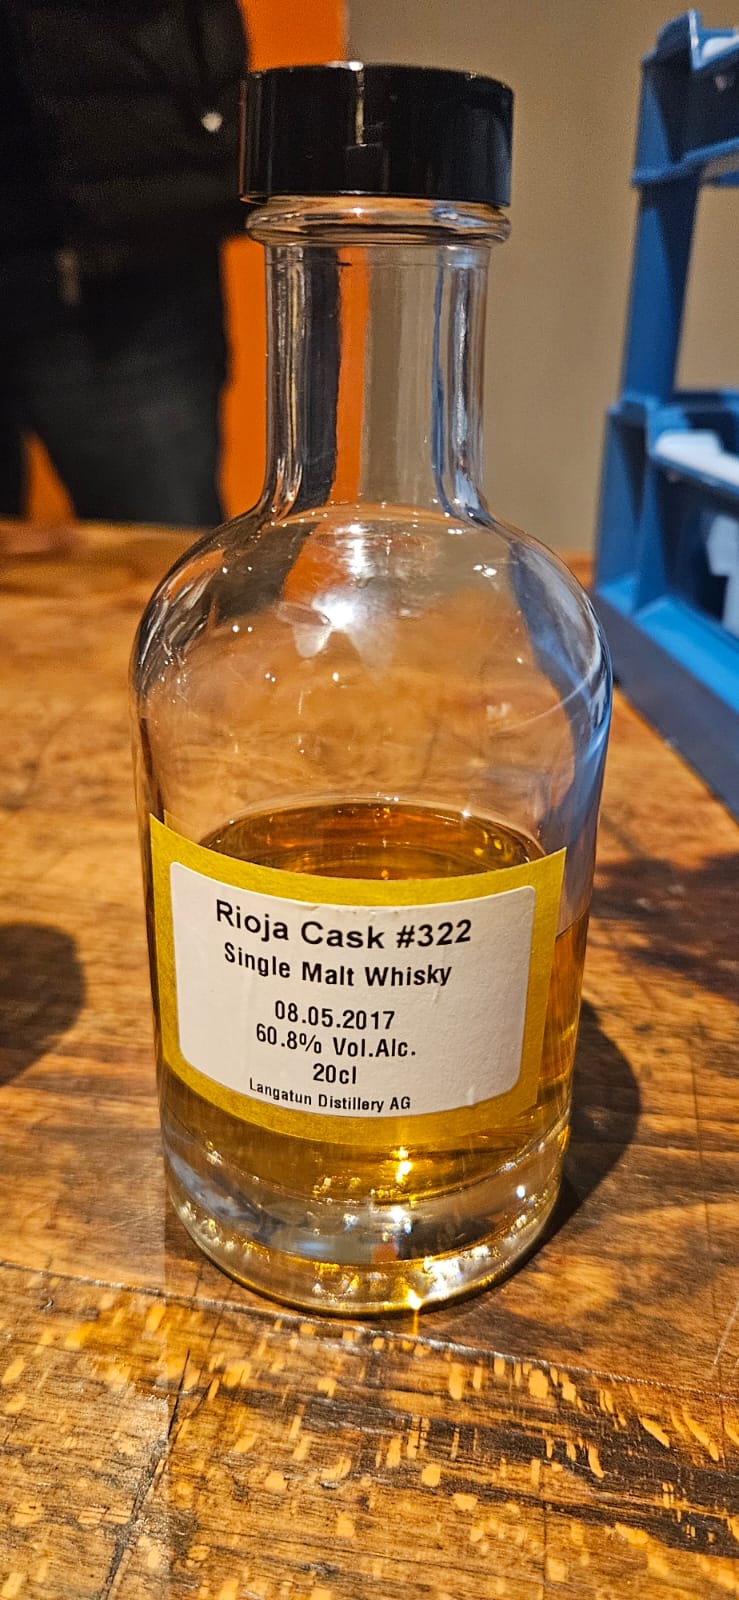 Rioja Cask #322
Single Malt Whisky
08.05.2017
60.8% Vol.Alc.
20cl
Langatun Distillery AG